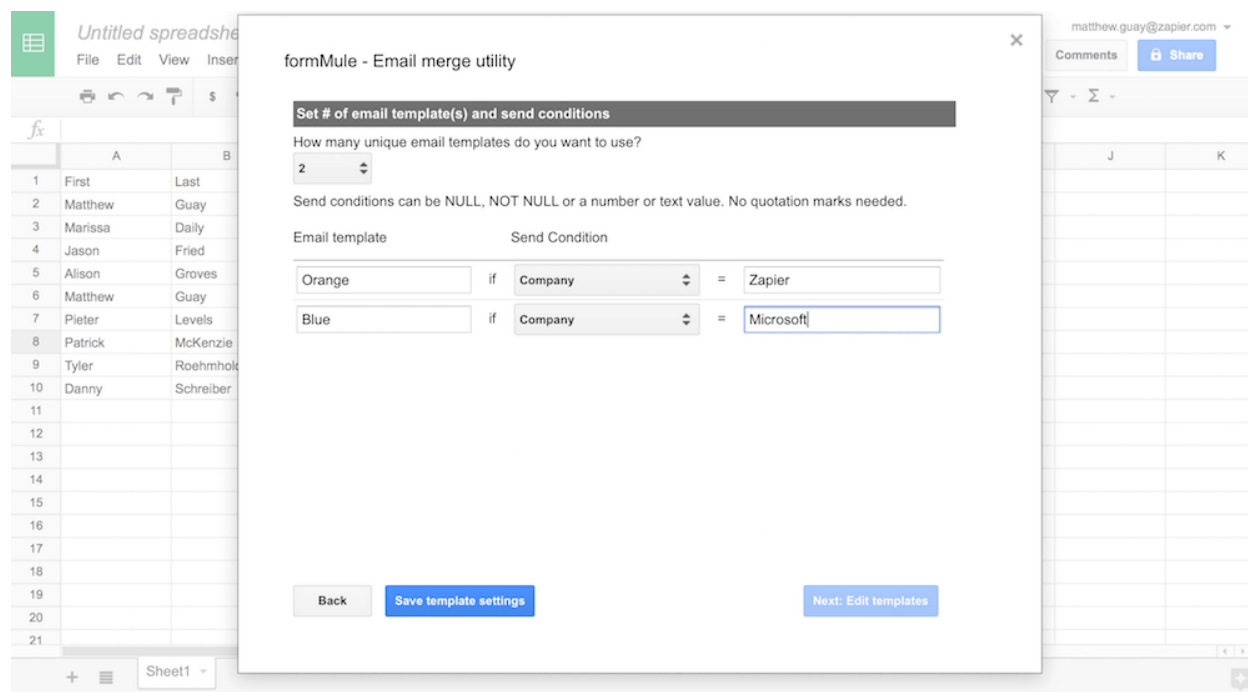 Untitled spreadshe
matthew.guay@zapier.com
File Edit View Inser
Comments
Share
$
fx
formMule - Email merge utility
×
Set # of email template(s) and send conditions
How many unique email templates do you want to use?
2
Send conditions can be NULL, NOT NULL or a number or text value. No quotation marks needed.
Email template Send Condition
Orange if Company = Zapier
Blue if Company = Microsoft
Back Save template settings Next: Edit templates
A B J K
1 First Last
2 Matthew Guay
3 Marissa Daily
4 Jason Fried
5 Alison Groves
6 Matthew Guay
7 Pieter Levels
8 Patrick McKenzie
9 Tyler Roehmhold
10 Danny Schreiber
11
12
13
14
15
16
17
18
19
20
21
Sheet1